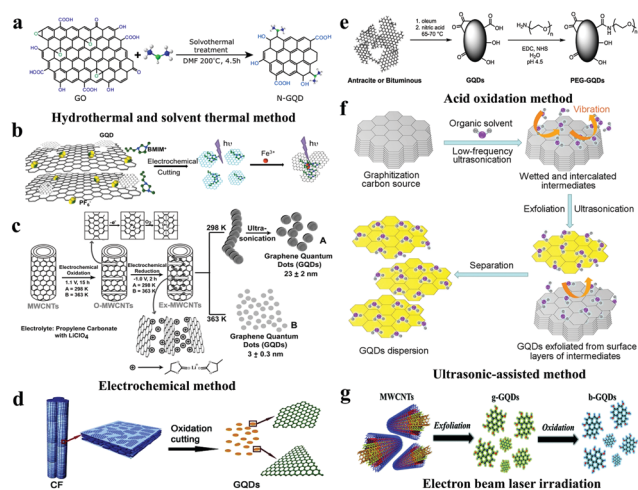 a
HOOC
COOH
OH
HOOC
COOH
COOH
GO
+
Solvothermal
treatment
DMF 200°C, 4.5h
N-GQD
Hydrothermal and solvent thermal method
b
GQD
BMIM⁺
PF₆
Electrochemical
Cutting
hυ
Fe³⁺
hυ
c
MWCNTs
Electrochemical
Oxidation
1.1 V, 15 h
A = 298 K
B = 363 K
O-MWCNTs
Electrochemical
Reduction
-1.0 V, 2 h
A = 298 K
B = 363 K
Ex-MWCNTs
298 K
Ultra-
sonication
A
Graphene Quantum
Dots (GQDs)
23 ± 2 nm
363 K
B
Graphene Quantum
Dots (GQDs)
3 ± 0.3 nm
Electrolyte: Propylene Carbonate
with LiClO₄
Electrochemical method
d
CF
Oxidation
cutting
GQDs
e
Antracite or Bituminous
1. oleum
2. nitric acid
65-70 °C
GQDs
EDC, NHS
H₂O
pH 4.5
PEG-GQDs
Acid oxidation method
f
Graphitization
carbon source
Organic solvent
Low-frequency
ultrasonication
Vibration
Wetted and intercalated
intermediates
Exfoliation
Ultrasonication
Separation
GQDs dispersion
GQDs exfoliated from surface
layers of intermediates
Ultrasonic-assisted method
g
MWCNTs
Exfoliation
g-GQDs
Oxidation
b-GQDs
Electron beam laser irradiation